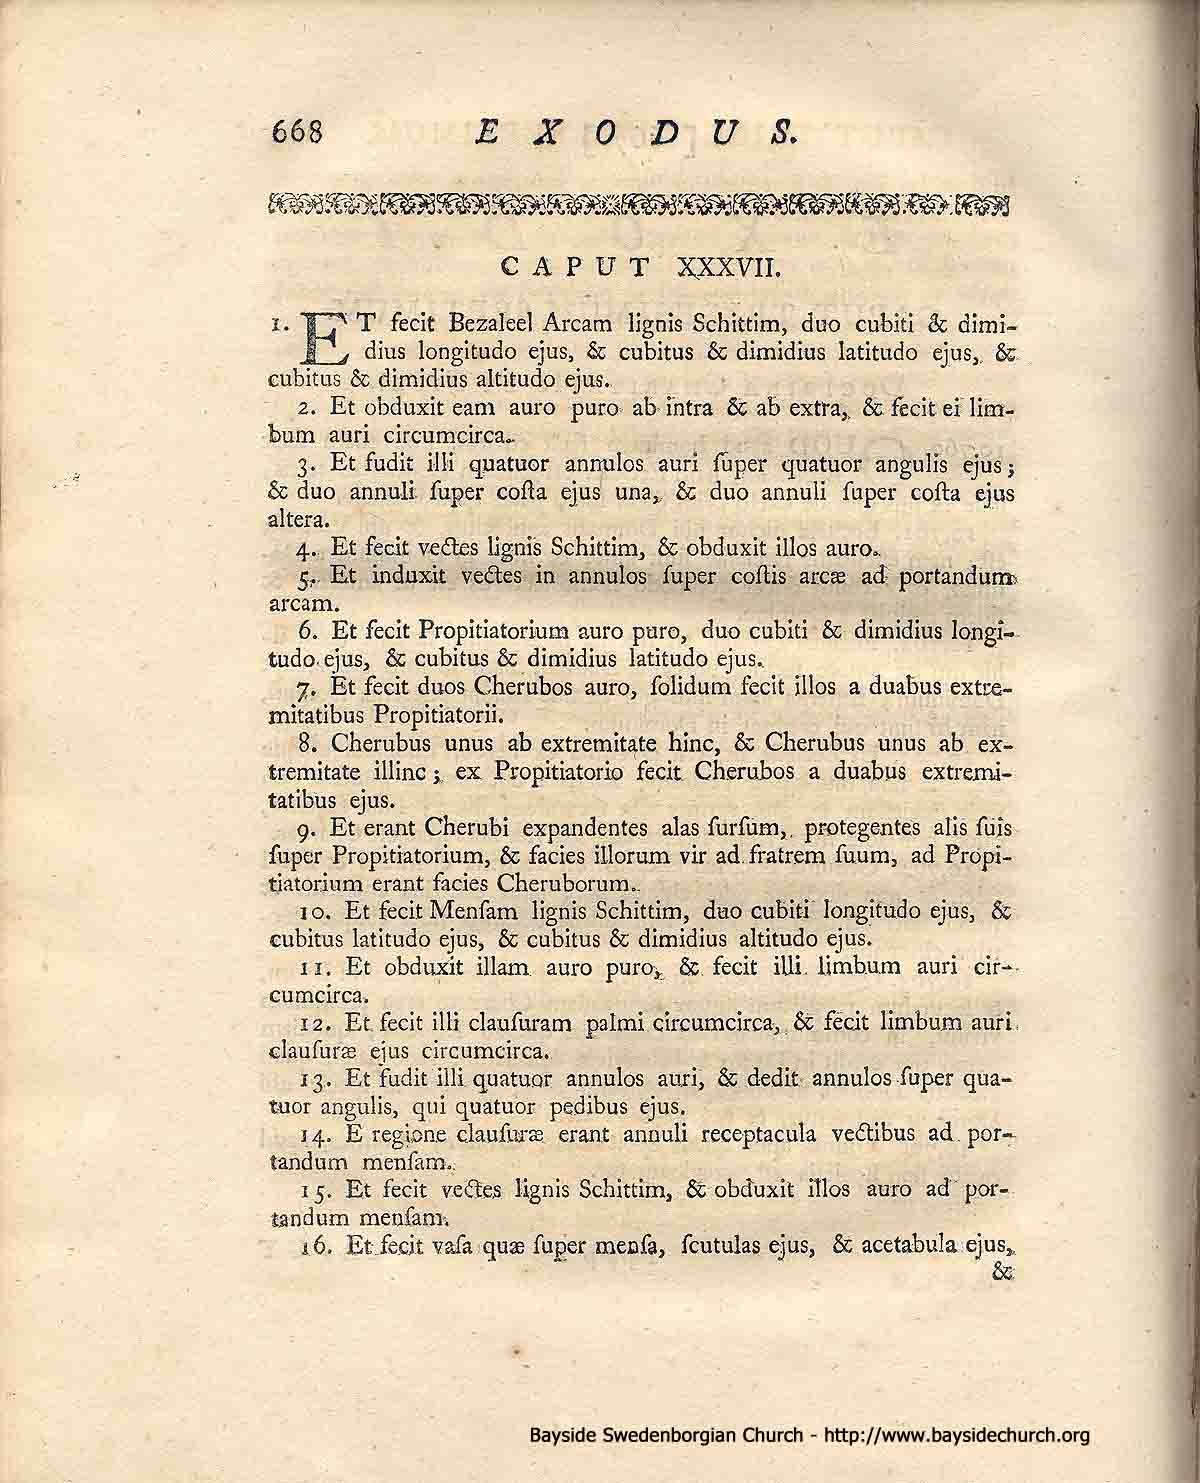 668 EXODUS.
CAPUT XXXVII.
1. ET fecit Bezaleel Arcam lignis Schittim, duo cubiti & dimi-
dius longitudo ejus, & cubitus & dimidius latitudo ejus, &
cubitus & dimidius altitudo ejus.
2. Et obduxit eam auro puro ab intra & ab extra, & fecit ei lim-
bum auri circumcirca.
3. Et fudit illi quatuor annulos auri ſuper quatuor angulis ejus;
& duo annuli ſuper coſta ejus una, & duo annuli ſuper coſta ejus
altera.
4. Et fecit vectes lignis Schittim, & obduxit illos auro.
5. Et induxit vectes in annulos ſuper coſtis arcæ ad portandum
arcam.
6. Et fecit Propitiatorium auro puro, duo cubiti & dimidius longi-
tudo ejus, & cubitus & dimidius latitudo ejus.
7. Et fecit duos Cherubos auro, ſolidum fecit illos a duabus extre-
mitatibus Propitiatorii.
8. Cherubus unus ab extremitate hinc, & Cherubus unus ab ex-
tremitate illinc; ex Propitiatorio fecit Cherubos a duabus extremi-
tatibus ejus.
9. Et erant Cherubi expandentes alas ſurſum, protegentes alis ſuis
ſuper Propitiatorium, & facies illorum vir ad fratrem ſuum, ad Propi-
tiatorium erant facies Cheruborum.
10. Et fecit Menſam lignis Schittim, duo cubiti longitudo ejus, &
cubitus latitudo ejus, & cubitus & dimidius altitudo ejus.
11. Et obduxit illam auro puro, & fecit illi limbum auri cir-
cumcirca.
12. Et fecit illi clauſuram palmi circumcirca, & fecit limbum auri
clauſuræ ejus circumcirca.
13. Et fudit illi quatuor annulos auri, & dedit annulos ſuper qua-
tuor angulis, qui quatuor pedibus ejus.
14. E regione clauſuræ erant annuli receptacula vectibus ad por-
tandum menſam.
15. Et fecit vectes lignis Schittim, & obduxit illos auro ad por-
tandum menſam.
16. Et fecit vaſa quæ ſuper menſa, ſcutulas ejus, & acetabula ejus,
&
Bayside Swedenborgian Church - http://www.baysidechurch.org